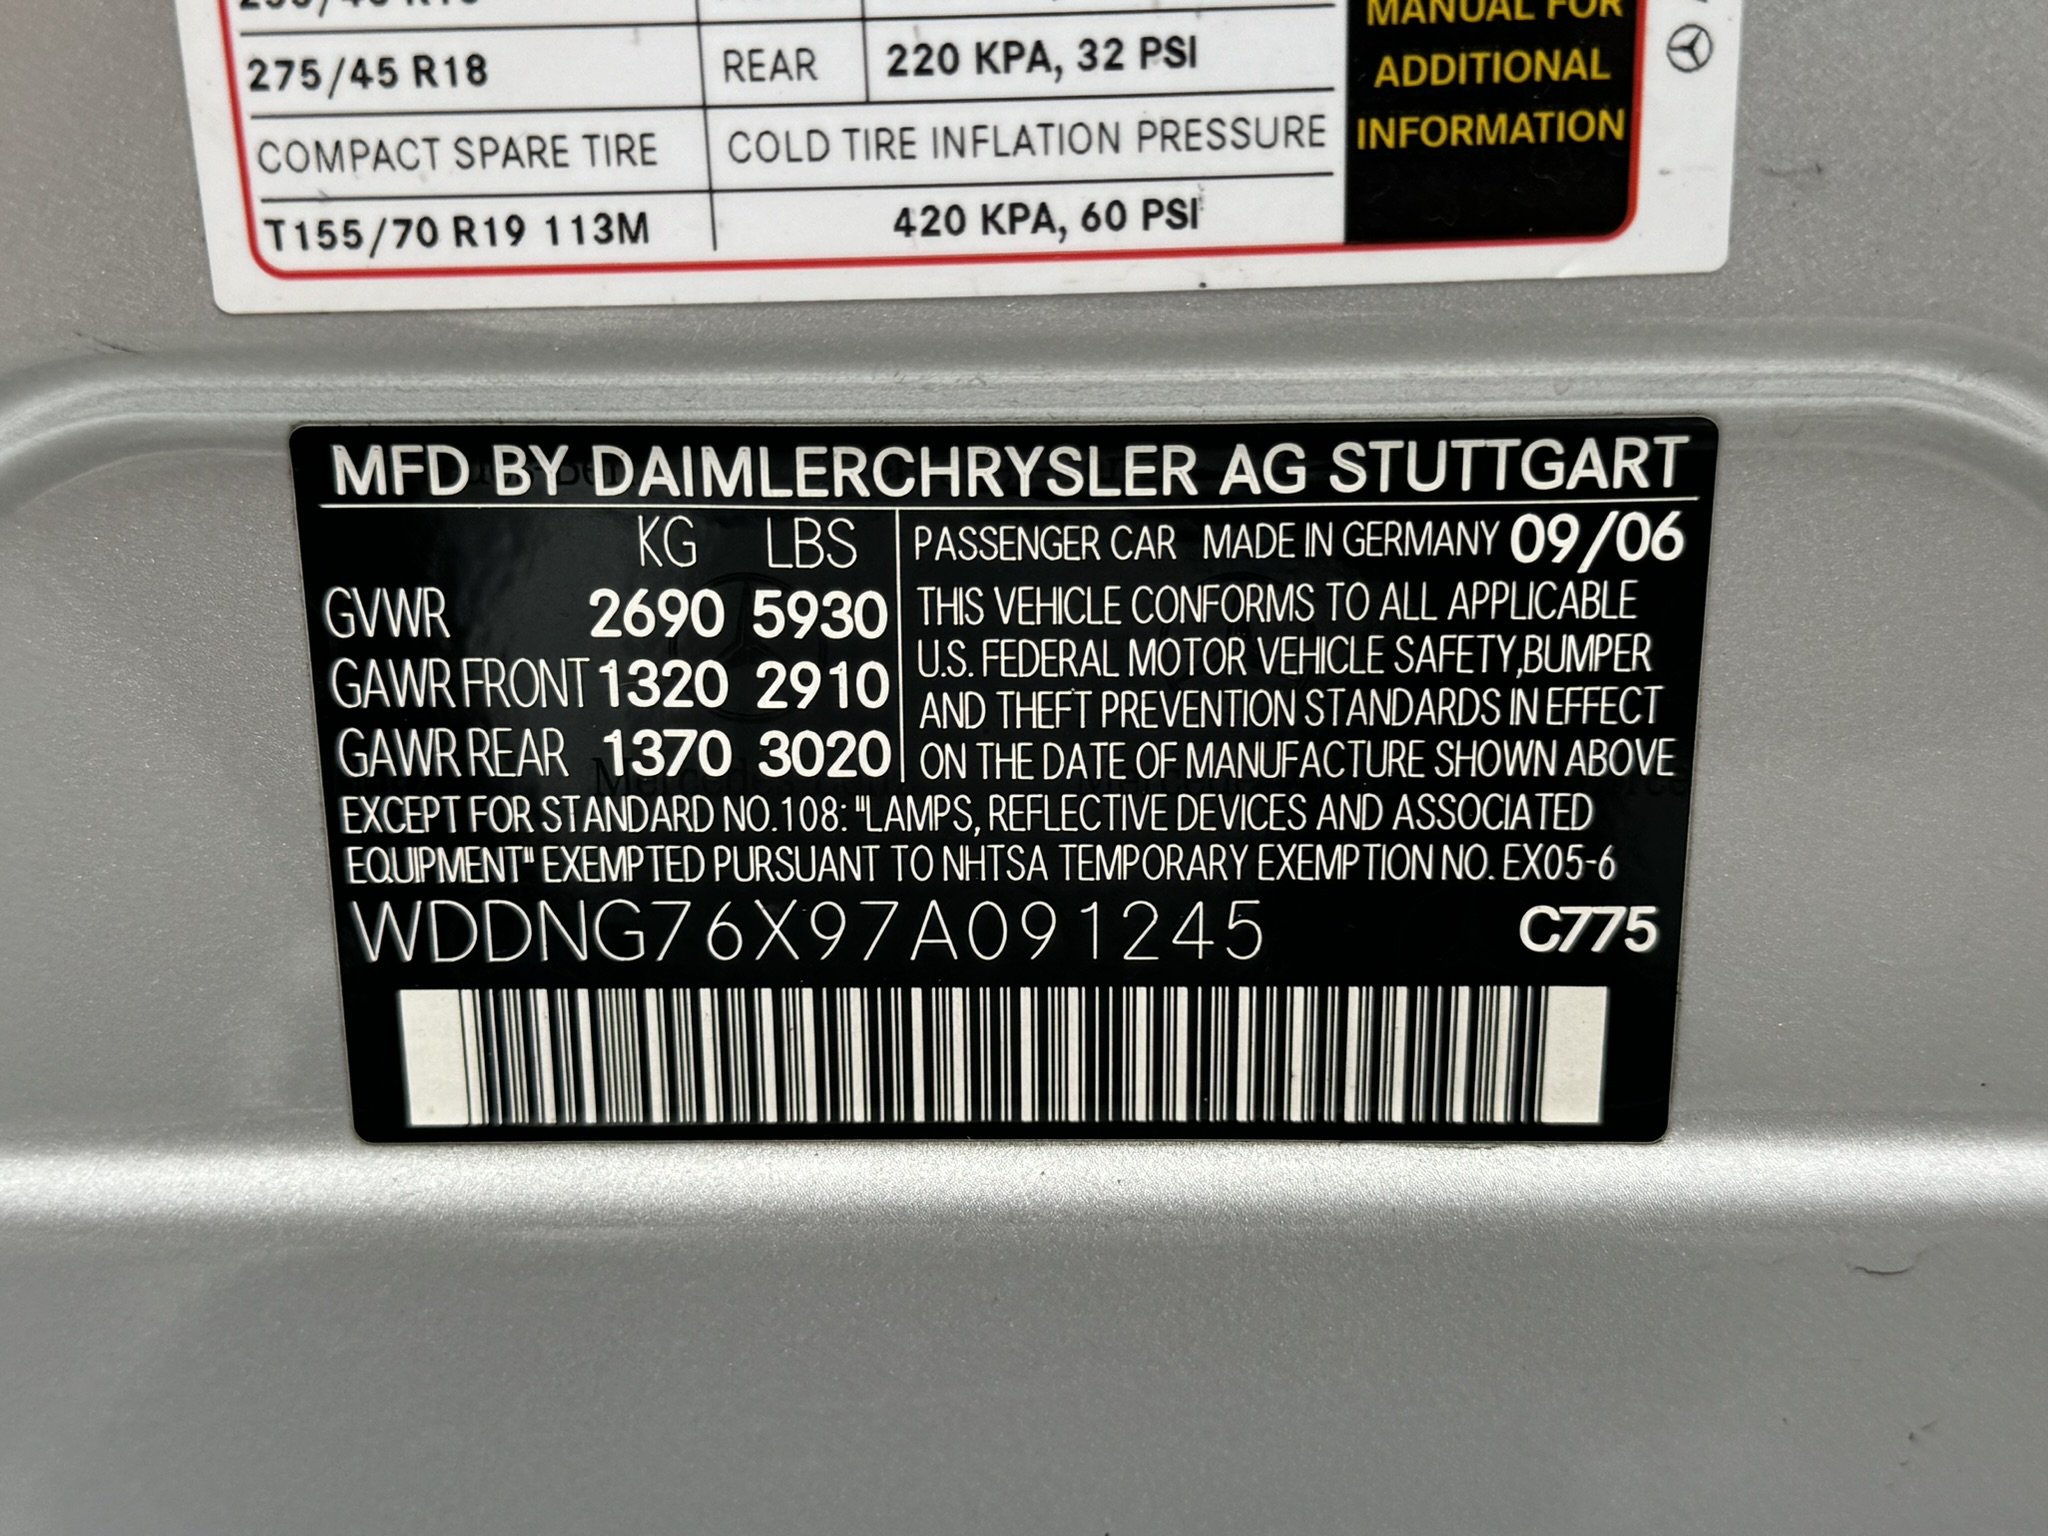 275/45 R18 REAR 220 KPA, 32 PSI
MANUAL FOR
ADDITIONAL
INFORMATION
COMPACT SPARE TIRE COLD TIRE INFLATION PRESSURE
T155/70 R19 113M 420 KPA, 60 PSI
MFD BY DAIMLERCHRYSLER AG STUTTGART
KG LBS
GVWR 2690 5930
GAWR FRONT 1320 2910
GAWR REAR 1370 3020
PASSENGER CAR MADE IN GERMANY 09/06
THIS VEHICLE CONFORMS TO ALL APPLICABLE
U.S. FEDERAL MOTOR VEHICLE SAFETY,BUMPER
AND THEFT PREVENTION STANDARDS IN EFFECT
ON THE DATE OF MANUFACTURE SHOWN ABOVE
EXCEPT FOR STANDARD NO.108: "LAMPS, REFLECTIVE DEVICES AND ASSOCIATED
EQUIPMENT" EXEMPTED PURSUANT TO NHTSA TEMPORARY EXEMPTION NO. EX05-6
WDDNG76X97A091245 C775